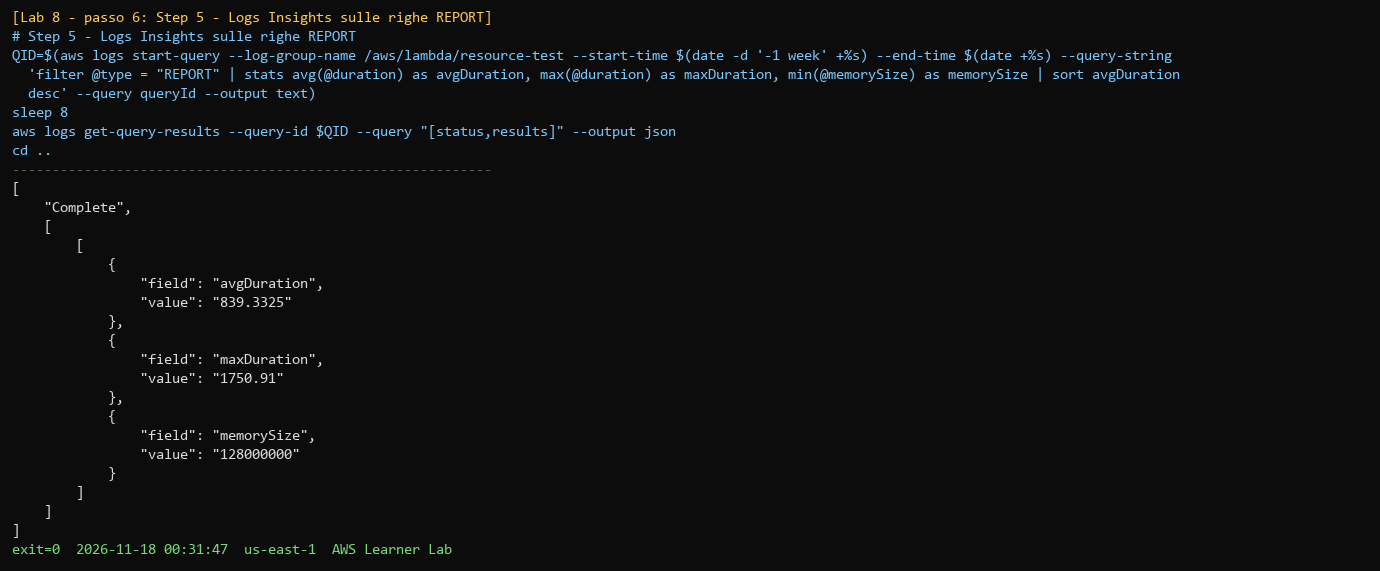 [Lab 8 - passo 6: Step 5 - Logs Insights sulle righe REPORT]
# Step 5 - Logs Insights sulle righe REPORT
QID=$(aws logs start-query --log-group-name /aws/lambda/resource-test --start-time $(date -d '-1 week' +%s) --end-time $(date +%s) --query-string
  'filter @type = "REPORT" | stats avg(@duration) as avgDuration, max(@duration) as maxDuration, min(@memorySize) as memorySize | sort avgDuration
  desc' --query queryId --output text)
sleep 8
aws logs get-query-results --query-id $QID --query "[status,results]" --output json
cd ..
------------------------------------------------------------
[
    "Complete",
    [
        [
            {
                "field": "avgDuration",
                "value": "839.3325"
            },
            {
                "field": "maxDuration",
                "value": "1750.91"
            },
            {
                "field": "memorySize",
                "value": "128000000"
            }
        ]
    ]
]
exit=0  2026-11-18 00:31:47  us-east-1  AWS Learner Lab